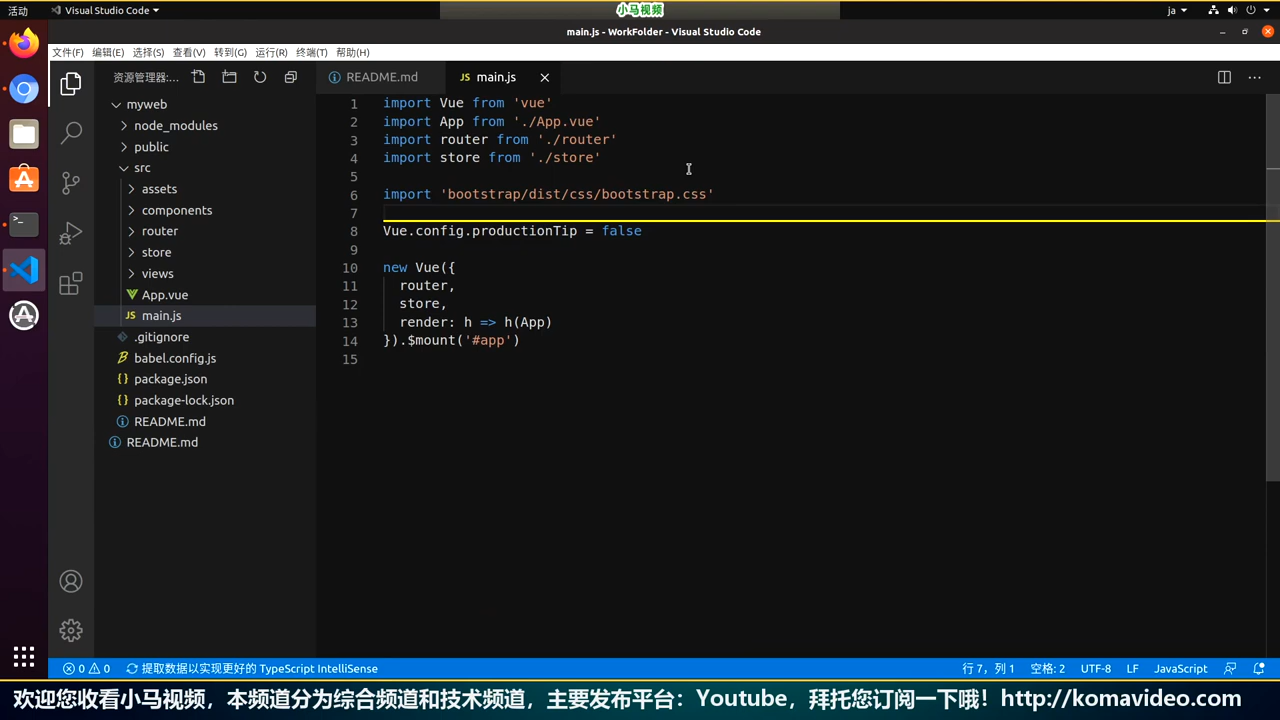 活动
Visual Studio Code
小马视频
ja
main.js - WorkFolder - Visual Studio Code
文件(F) 编辑(E) 选择(S) 查看(V) 转到(G) 运行(R) 终端(T) 帮助(H)
资源管理器:...
README.md
JS main.js
myweb
node_modules
public
src
assets
components
router
store
views
App.vue
JS main.js
.gitignore
babel.config.js
{ } package.json
{ } package-lock.json
README.md
README.md
1 import Vue from 'vue'
2 import App from './App.vue'
3 import router from './router'
4 import store from './store'
5
6 import 'bootstrap/dist/css/bootstrap.css'
7
8 Vue.config.productionTip = false
9
10 new Vue({
11 router,
12 store,
13 render: h => h(App)
14 }).$mount('#app')
15
0 0 提取数据以实现更好的 TypeScript IntelliSense
行 7, 列 1 空格: 2 UTF-8 LF JavaScript
欢迎您收看小马视频，本频道分为综合频道和技术频道，主要发布平台：Youtube，拜托您订阅一下哦！http://komavideo.com